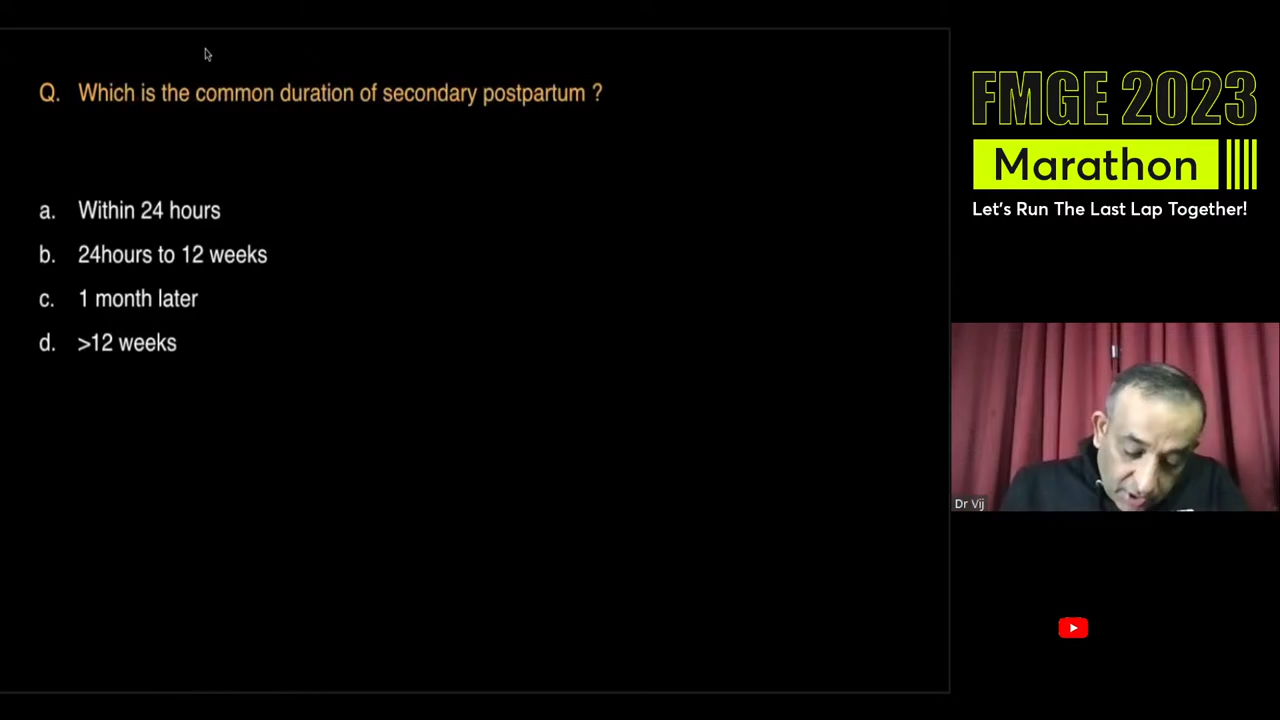 Q. Which is the common duration of secondary postpartum ?
a. Within 24 hours
b. 24hours to 12 weeks
c. 1 month later
d. >12 weeks
FMGE 2023
Marathon
Let's Run The Last Lap Together!
Dr Vij